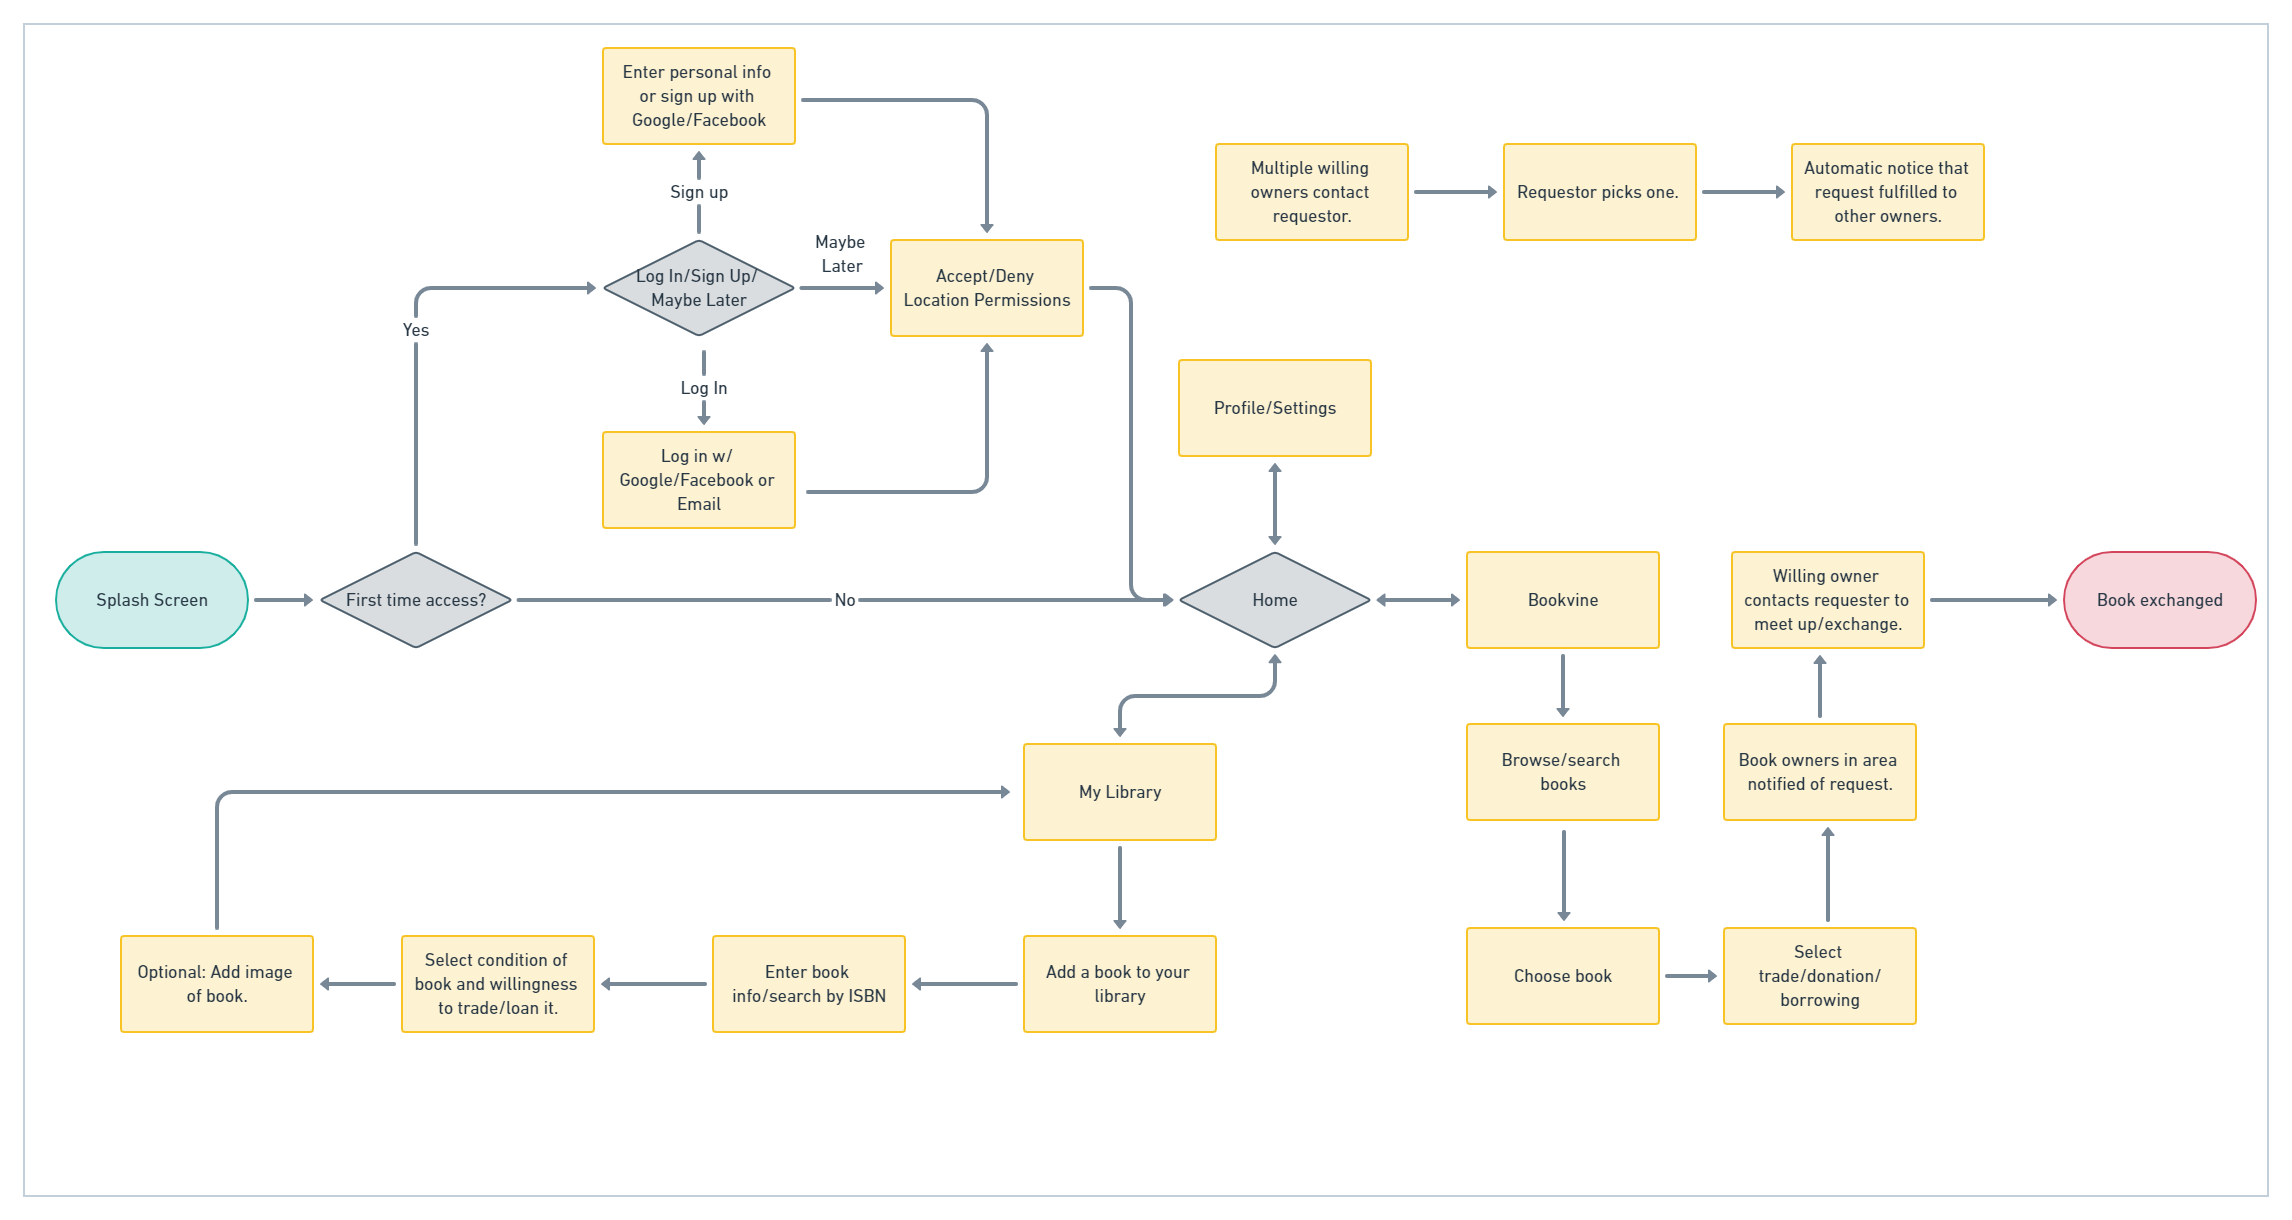 Enter personal info
or sign up with
Google/Facebook
Sign up
Log In/Sign Up/
Maybe Later
Maybe
Later
Accept/Deny
Location Permissions
Log In
Log in w/
Google/Facebook or
Email
Yes
Multiple willing
owners contact
requestor.
Requestor picks one.
Automatic notice that
request fulfilled to
other owners.
Profile/Settings
Splash Screen
First time access?
No
Home
Bookvine
Willing owner
contacts requester to
meet up/exchange.
Book exchanged
My Library
Browse/search
books
Book owners in area
notified of request.
Optional: Add image
of book.
Select condition of
book and willingness
to trade/loan it.
Enter book
info/search by ISBN
Add a book to your
library
Choose book
Select
trade/donation/
borrowing